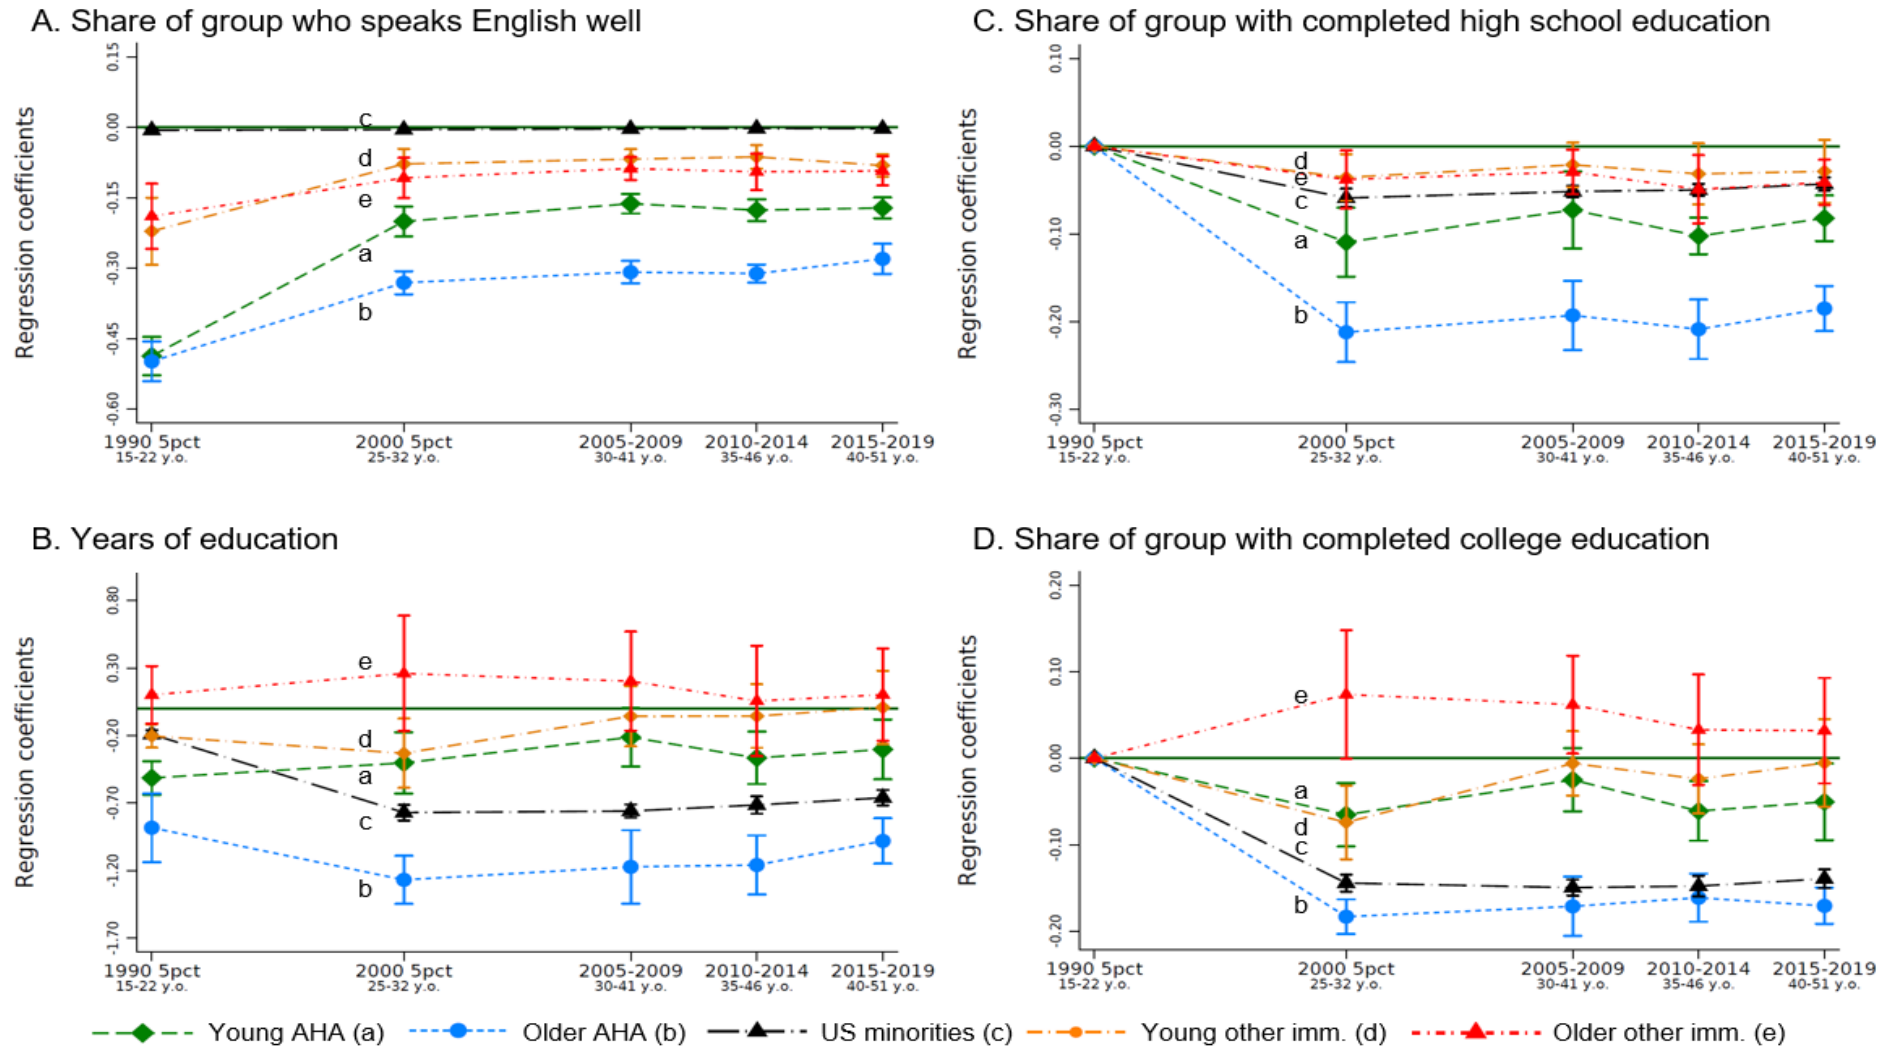 A. Share of group who speaks English well
Regression coefficients
0.15
0.00
-0.15
-0.30
-0.45
-0.60
c
d
e
a
b
1990 5pct
15-22 y.o.
2000 5pct
25-32 y.o.
2005-2009
30-41 y.o.
2010-2014
35-46 y.o.
2015-2019
40-51 y.o.
C. Share of group with completed high school education
Regression coefficients
0.10
0.00
-0.10
-0.20
-0.30
d
e
c
a
b
1990 5pct
15-22 y.o.
2000 5pct
25-32 y.o.
2005-2009
30-41 y.o.
2010-2014
35-46 y.o.
2015-2019
40-51 y.o.
B. Years of education
Regression coefficients
0.80
0.30
-0.20
-0.70
-1.20
-1.70
e
d
a
c
b
1990 5pct
15-22 y.o.
2000 5pct
25-32 y.o.
2005-2009
30-41 y.o.
2010-2014
35-46 y.o.
2015-2019
40-51 y.o.
D. Share of group with completed college education
Regression coefficients
0.20
0.10
0.00
-0.10
-0.20
e
a
d
c
b
1990 5pct
15-22 y.o.
2000 5pct
25-32 y.o.
2005-2009
30-41 y.o.
2010-2014
35-46 y.o.
2015-2019
40-51 y.o.
Young AHA (a)
Older AHA (b)
US minorities (c)
Young other imm. (d)
Older other imm. (e)